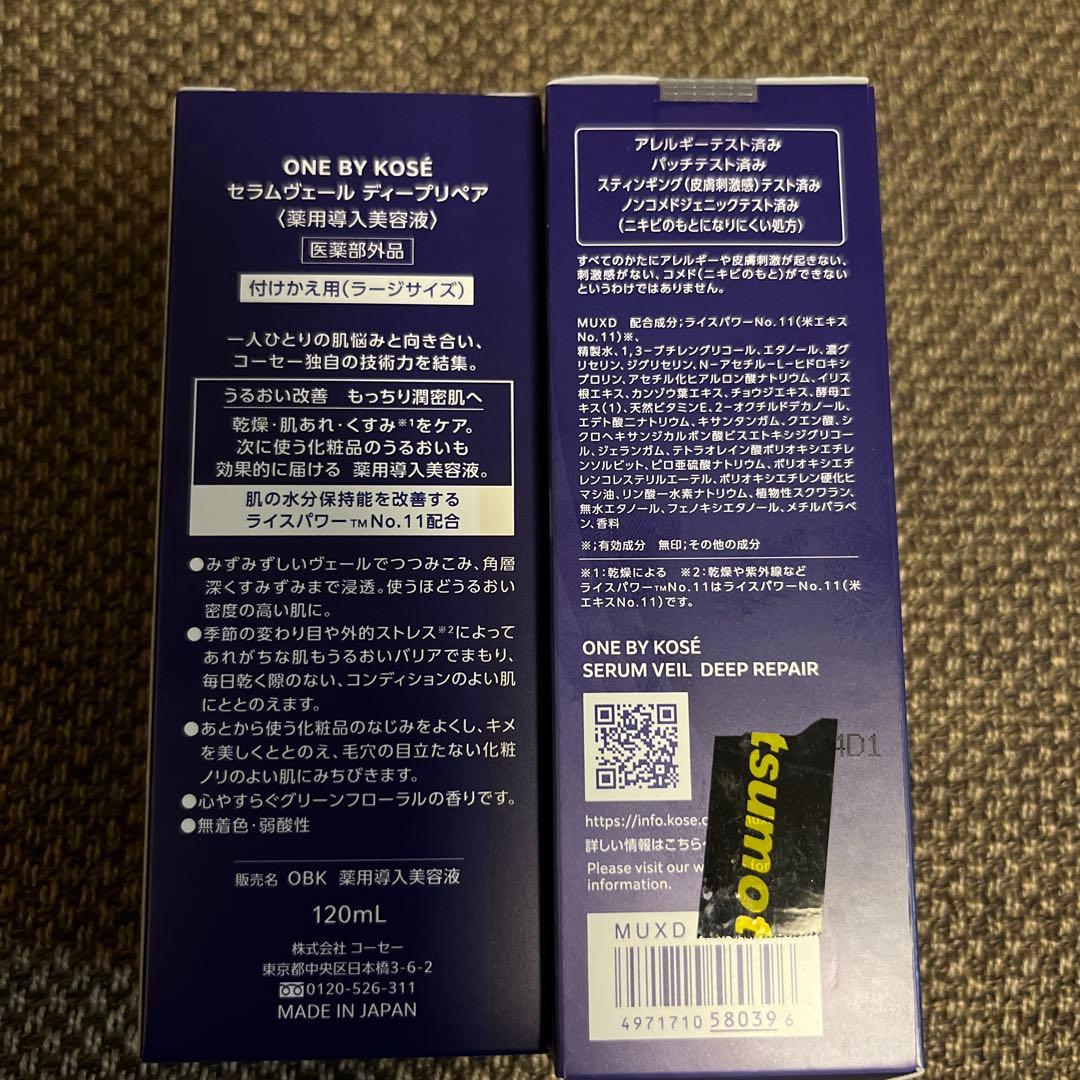 ONE BY KOSÉ
セラムヴェール ディープリペア
〈薬用導入美容液〉
医薬部外品
付けかえ用(ラージサイズ)
一人ひとりの肌悩みと向き合い、
コーセー独自の技術力を結集。
うるおい改善 もっちり潤密肌へ
乾燥・肌あれ・くすみ※1をケア。
次に使う化粧品のうるおいも
効果的に届ける 薬用導入美容液。
肌の水分保持能を改善する
ライスパワー™No.11配合
●みずみずしいヴェールでつつみこみ、角層
深くすみずみまで浸透。使うほどうるおい
密度の高い肌に。
●季節の変わり目や外的ストレス※2によって
あれがちな肌もうるおいバリアでまもり、
毎日乾く隙のない、コンディションのよい肌
にととのえます。
●あとから使う化粧品のなじみをよくし、キメ
を美しくととのえ、毛穴の目立たない化粧
ノリのよい肌にみちびきます。
●心やすらぐグリーンフローラルの香りです。
●無着色・弱酸性
販売名 OBK 薬用導入美容液
120mL
株式会社 コーセー
東京都中央区日本橋3-6-2
0120-526-311
MADE IN JAPAN
アレルギーテスト済み
パッチテスト済み
スティンギング(皮膚刺激感)テスト済み
ノンコメドジェニックテスト済み
(ニキビのもとになりにくい処方)
すべてのかたにアレルギーや皮膚刺激が起きない、
刺激感がない、コメド(ニキビのもと)ができない
というわけではありません。
MUXD 配合成分;ライスパワーNo.11(米エキス
No.11)※、
精製水、1,3-ブチレングリコール、エタノール、濃グ
リセリン、ジグリセリン、N-アセチル-L-ヒドロキシ
プロリン、アセチル化ヒアルロン酸ナトリウム、イリス
根エキス、カンゾウ葉エキス、チョウジエキス、酵母エ
キス(1)、天然ビタミンE、2-オクチルドデカノール、
エデト酸二ナトリウム、キサンタンガム、クエン酸、シ
クロヘキサンジカルボン酸ビスエトキシジグリコー
ル、ジェランガム、テトラオレイン酸ポリオキシエチレ
ンソルビット、ピロ亜硫酸ナトリウム、ポリオキシエチ
レンコレステリルエーテル、ポリオキシエチレン硬化ヒ
マシ油、リン酸一水素ナトリウム、植物性スクワラン、
無水エタノール、フェノキシエタノール、メチルパラベ
ン、香料
※;有効成分 無印;その他の成分
※1:乾燥による ※2:乾燥や紫外線など
ライスパワー™No.11はライスパワーNo.11(米
エキスNo.11)です。
ONE BY KOSÉ
SERUM VEIL DEEP REPAIR
4D1
tsumot
https://info.kose.c
詳しい情報はこちら
Please visit our w for
information.
MUXD
4971710 58039 6